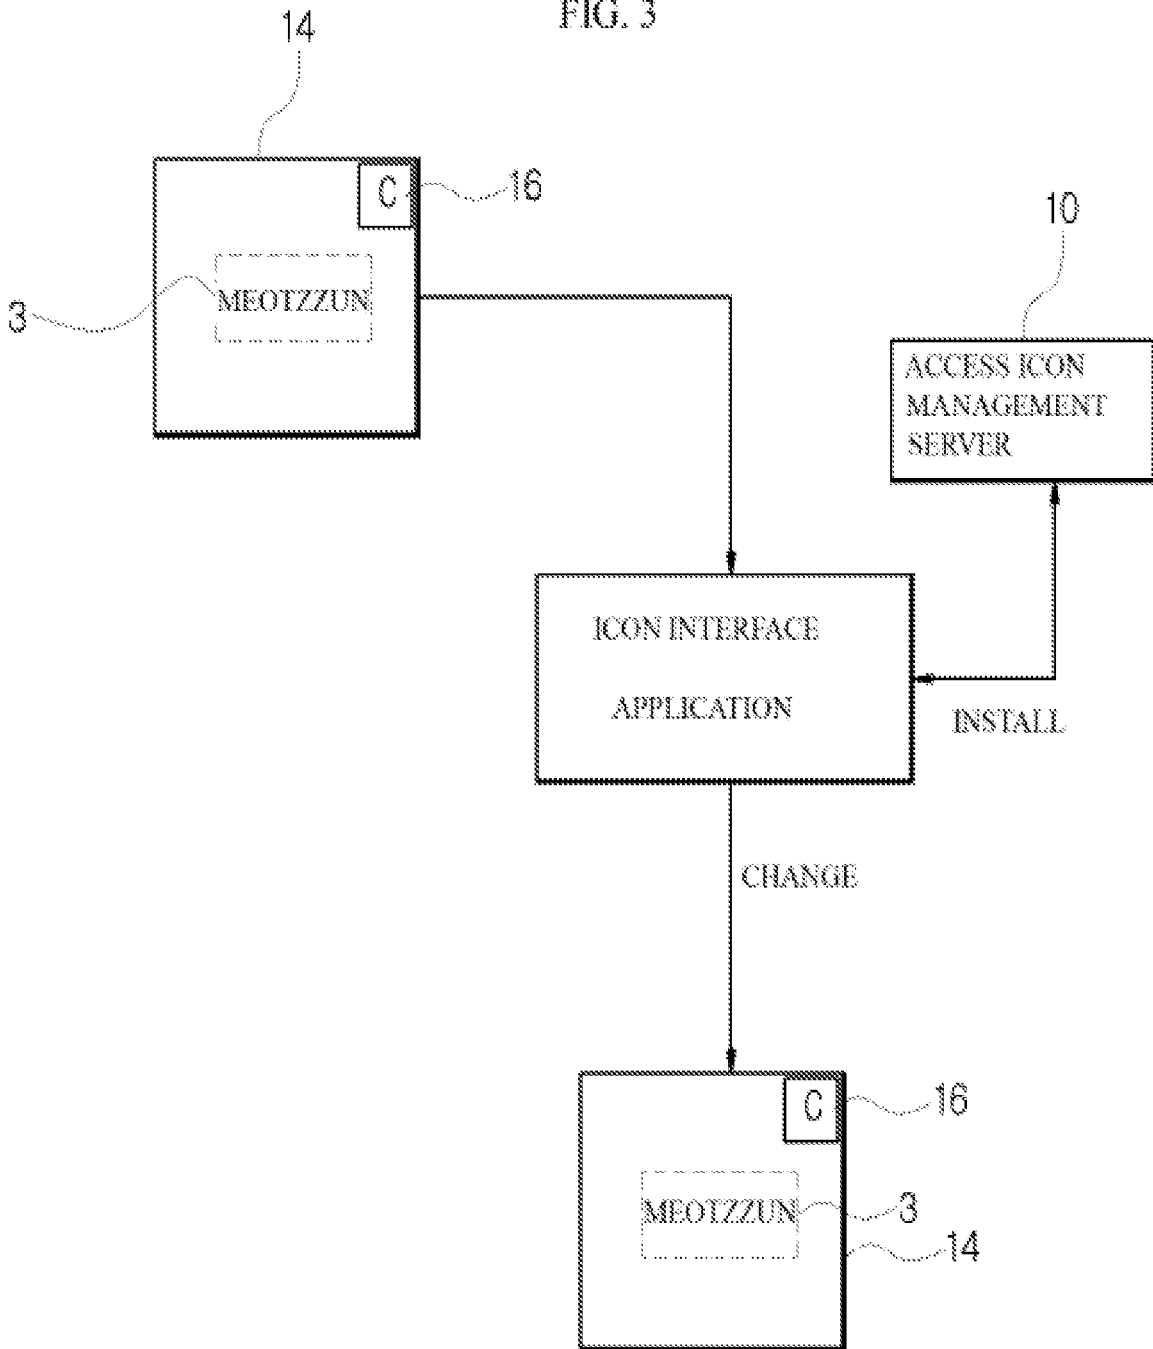 FIG. 3
14
C
16
10
3
MEOTZZUN
ACCESS ICON
MANAGEMENT
SERVER
ICON INTERFACE
APPLICATION
INSTALL
CHANGE
C
16
MEOTZZUN
3
14